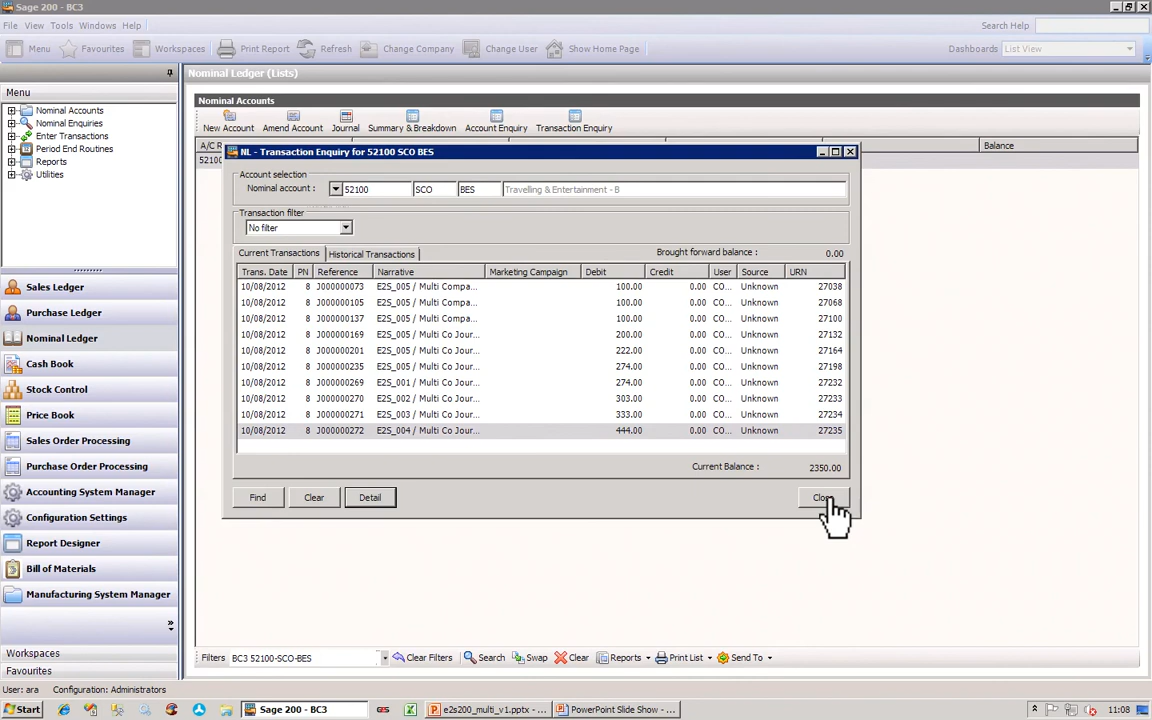 Sage 200 - BC3
File View Tools Windows Help
Search Help
Menu Favourites Workspaces Print Report Refresh Change Company Change User Show Home Page
Dashboards List View
Nominal Ledger (Lists)
Menu
Nominal Accounts
Nominal Enquiries
Enter Transactions
Period End Routines
Reports
Utilities
Sales Ledger
Purchase Ledger
Nominal Ledger
Cash Book
Stock Control
Price Book
Sales Order Processing
Purchase Order Processing
Accounting System Manager
Configuration Settings
Report Designer
Bill of Materials
Manufacturing System Manager
Workspaces
Favourites
Nominal Accounts
New Account Amend Account Journal Summary & Breakdown Account Enquiry Transaction Enquiry
A/C R Balance
52100
NL - Transaction Enquiry for 52100 SCO BES
Account selection
Nominal account : 52100 SCO BES Travelling & Entertainment - B
Transaction filter
No filter
Current Transactions Historical Transactions Brought forward balance : 0.00
Trans. Date PN Reference Narrative Marketing Campaign Debit Credit User Source URN
10/08/2012 8 J000000073 E2S_005 / Multi Compa... 100.00 0.00 CO... Unknown 27038
10/08/2012 8 J000000105 E2S_005 / Multi Compa... 100.00 0.00 CO... Unknown 27068
10/08/2012 8 J000000137 E2S_005 / Multi Compa... 100.00 0.00 CO... Unknown 27100
10/08/2012 8 J000000169 E2S_005 / Multi Co Jour... 200.00 0.00 CO... Unknown 27132
10/08/2012 8 J000000201 E2S_005 / Multi Co Jour... 222.00 0.00 CO... Unknown 27164
10/08/2012 8 J000000235 E2S_005 / Multi Co Jour... 274.00 0.00 CO... Unknown 27198
10/08/2012 8 J000000269 E2S_001 / Multi Co Jour... 274.00 0.00 CO... Unknown 27232
10/08/2012 8 J000000270 E2S_002 / Multi Co Jour... 303.00 0.00 CO... Unknown 27233
10/08/2012 8 J000000271 E2S_003 / Multi Co Jour... 333.00 0.00 CO... Unknown 27234
10/08/2012 8 J000000272 E2S_004 / Multi Co Jour... 444.00 0.00 CO... Unknown 27235
Current Balance : 2350.00
Find Clear Detail Close
Filters BC3 52100-SCO-BES Clear Filters Search Swap Clear Reports Print List Send To
User: ara Configuration: Administrators
Start Sage 200 - BC3 e2s200_multi_v1.pptx - ... PowerPoint Slide Show - ... 11:08